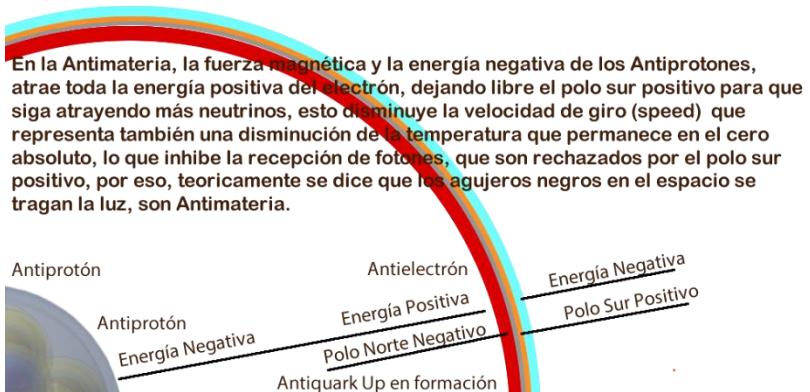 En la Antimateria, la fuerza magnética y la energía negativa de los Antiprotones,
atrae toda la energía positiva del electrón, dejando libre el polo sur positivo para que
siga atrayendo más neutrinos, esto disminuye la velocidad de giro (speed) que
representa también una disminución de la temperatura que permanece en el cero
absoluto, lo que inhibe la recepción de fotones, que son rechazados por el polo sur
positivo, por eso, teoricamente se dice que los agujeros negros en el espacio se
tragan la luz, son Antimateria.
Antiprotón
Antielectrón
Energía Negativa
Antiprotón
Energía Positiva
Polo Sur Positivo
Energía Negativa
Polo Norte Negativo
Antiquark Up en formación